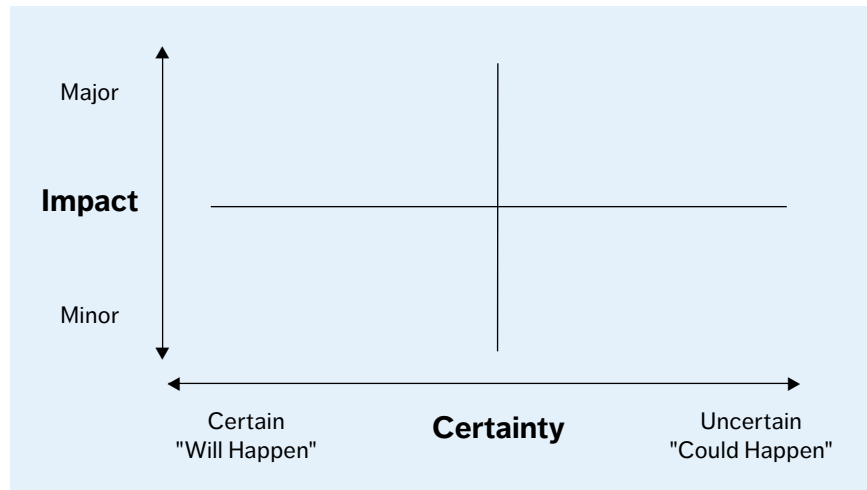 Major
Impact
Minor
Certain
"Will Happen"
Certainty
Uncertain
"Could Happen"